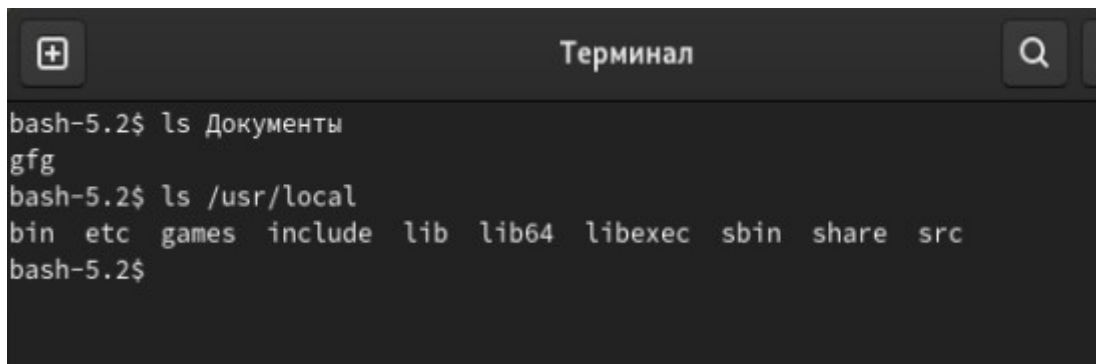 Терминал
bash-5.2$ ls Документы
gfg
bash-5.2$ ls /usr/local
bin etc games include lib lib64 libexec sbin share src
bash-5.2$